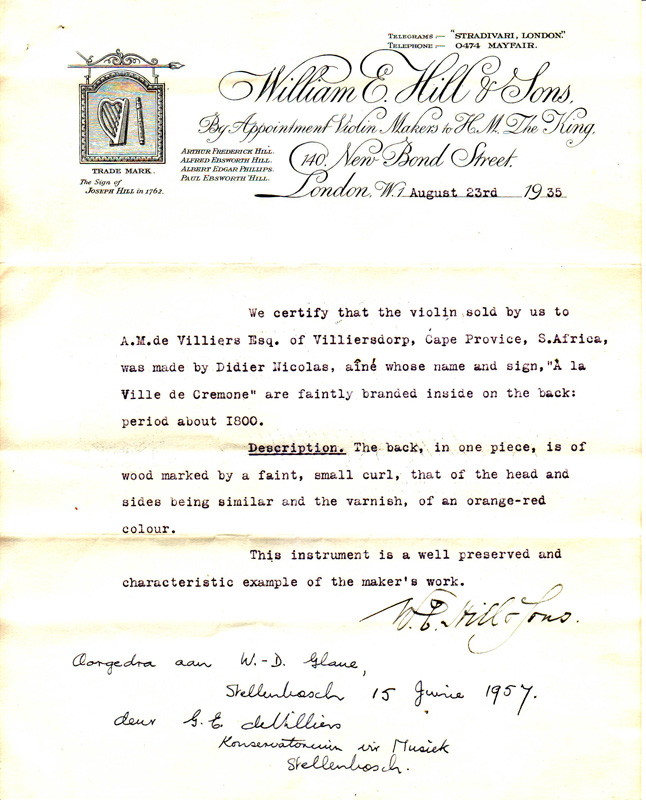 TELEGRAMS:— "STRADIVARI, LONDON."
TELEPHONE:— 0474 MAYFAIR.
William E. Hill & Sons,
By Appointment Violin Makers to H.M. The King,
140, New Bond Street,
TRADE MARK.
The Sign of
JOSEPH HILL in 1762.
ARTHUR FREDERICK HILL.
ALFRED EBSWORTH HILL.
ALBERT EDGAR PHILLIPS.
PAUL EBSWORTH HILL.
London, W.1 August 23rd 1935
We certify that the violin sold by us to
A.M.de Villiers Esq. of Villiersdorp, Cape Provice, S.Africa,
was made by Didier Nicolas, aîné whose name and sign,"À la
Ville de Cremone" are faintly branded inside on the back:
period about I800.
Description. The back, in one piece, is of
wood marked by a faint, small curl, that of the head and
sides being similar and the varnish, of an orange-red
colour.
This instrument is a well preserved and
characteristic example of the maker's work.
W.E. Hill & Sons.
Oorgedra aan W.-D. Glaue,
Stellenbosch 15 Junie 1957.
deur G.E. deVilliers
Konservatorium vir Musiek
Stellenbosch.